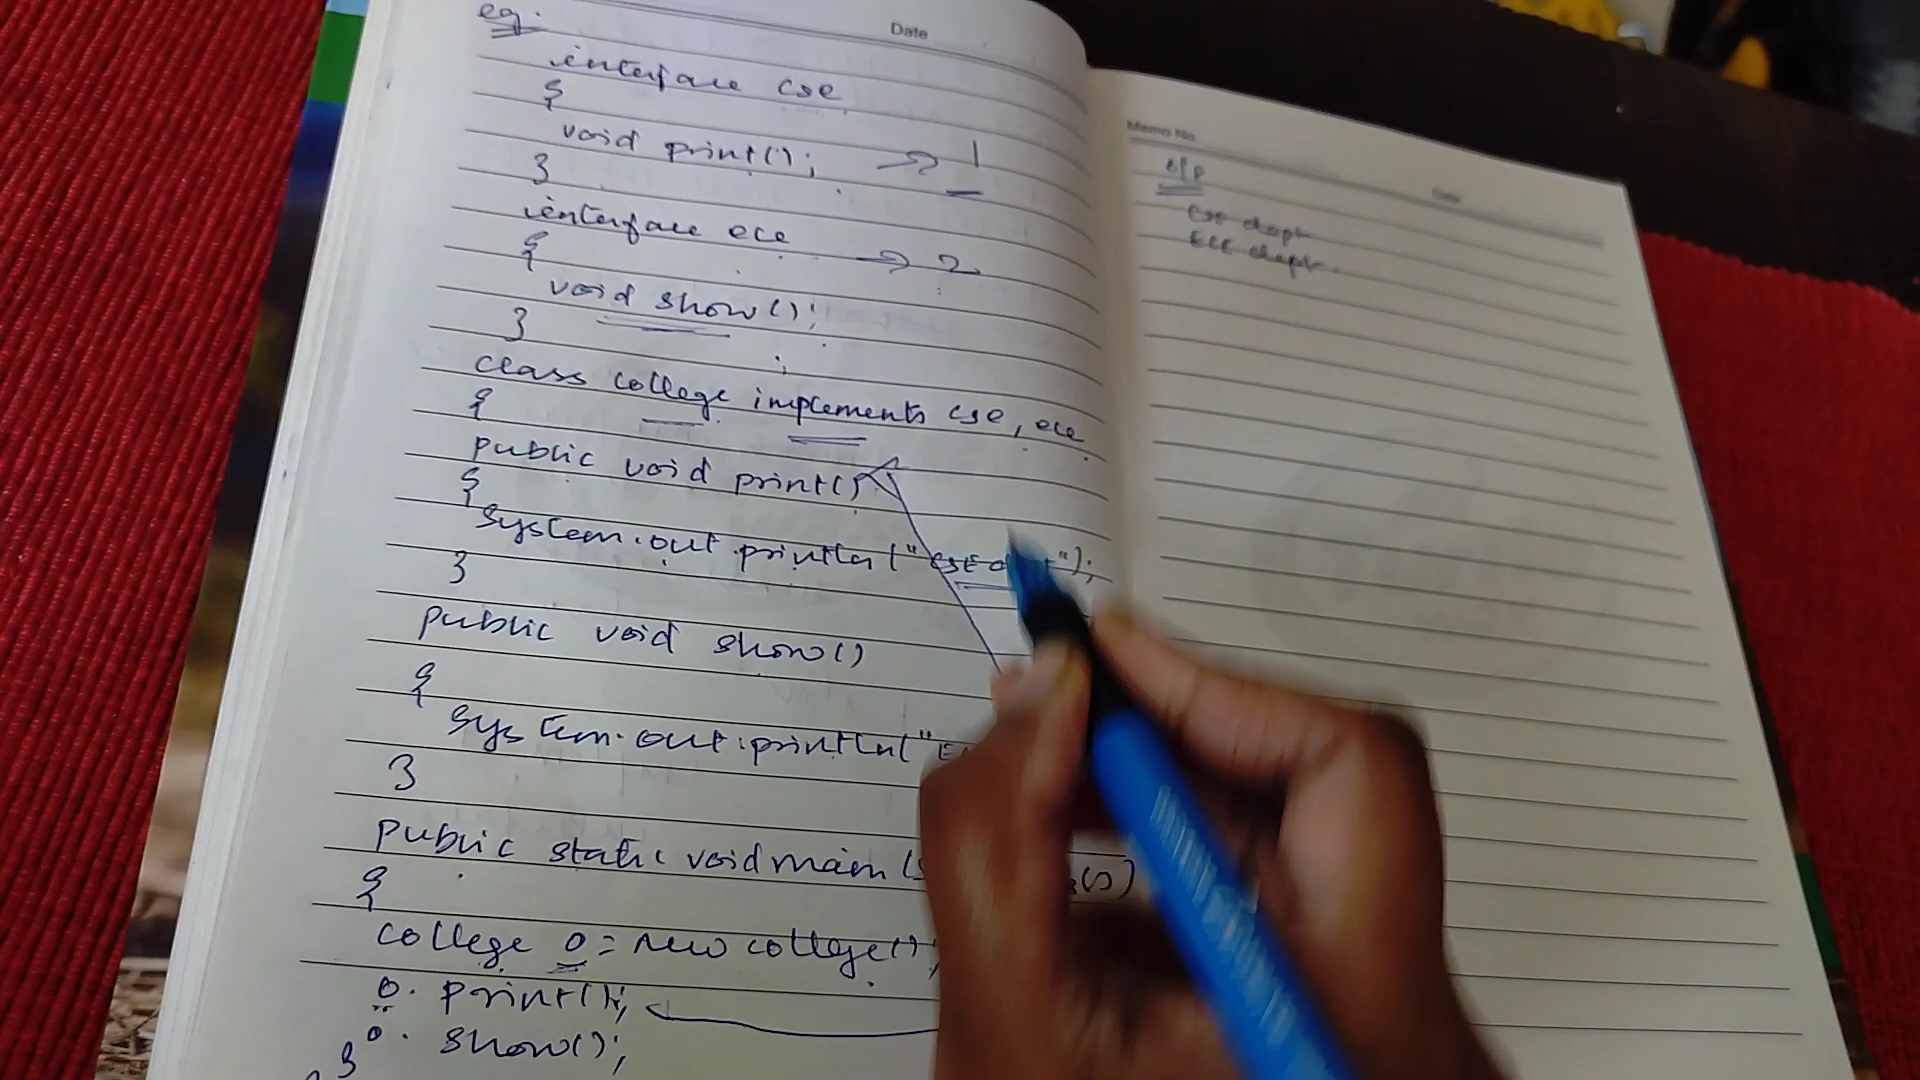 eg.
Date
interface cse
{
void print(); → 1
}
interface ece → 2
{
void show();
}
class college implements cse, ece
{
public void print()
{
System.out.println("CSE
}
public void show()
{
System.out.println("
}
public static void main (
{
college o = new college();
o. print();
o. show();
}
Memo No.
Date
o/p
CSE dept
ECE dept.